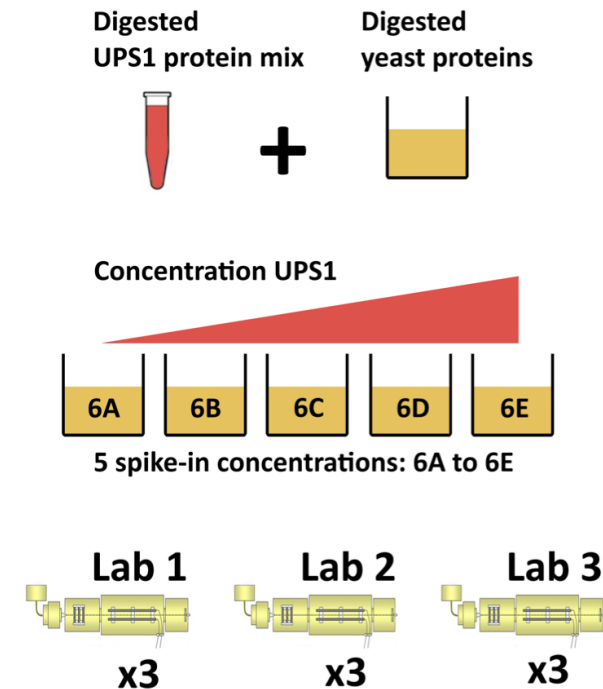 Digested
UPS1 protein mix
Digested
yeast proteins
+
Concentration UPS1
6A
6B
6C
6D
6E
5 spike-in concentrations: 6A to 6E
Lab 1
Lab 2
Lab 3
x3
x3
x3